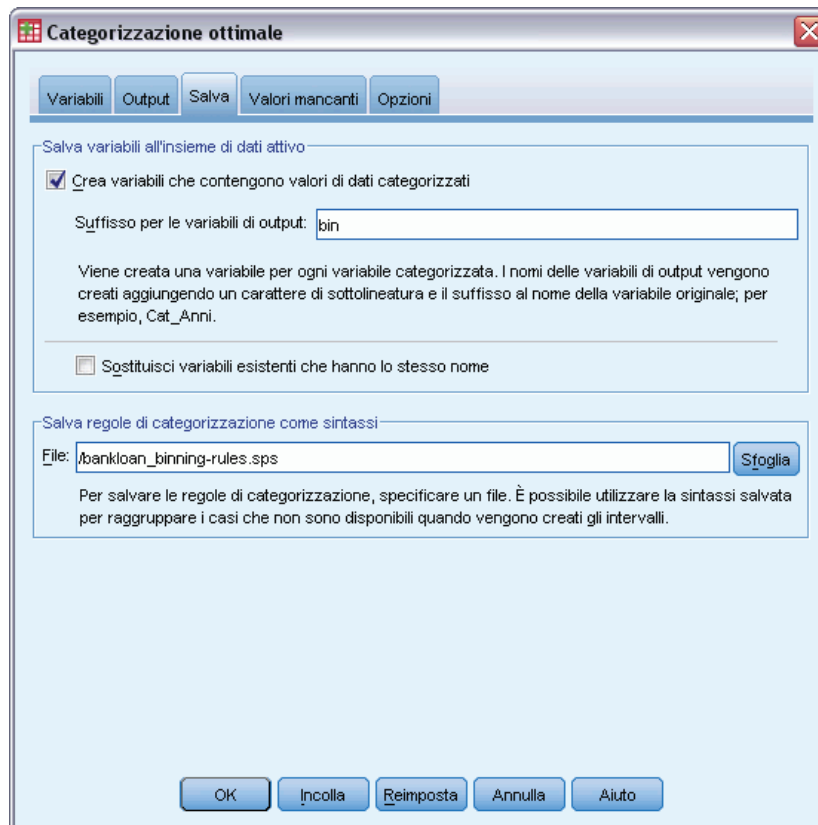 Categorizzazione ottimale
Variabili Output Salva Valori mancanti Opzioni
Salva variabili all'insieme di dati attivo
Crea variabili che contengono valori di dati categorizzati
Suffisso per le variabili di output: bin
Viene creata una variabile per ogni variabile categorizzata. I nomi delle variabili di output vengono
creati aggiungendo un carattere di sottolineatura e il suffisso al nome della variabile originale; per
esempio, Cat_Anni.
Sostituisci variabili esistenti che hanno lo stesso nome
Salva regole di categorizzazione come sintassi
File: /bankloan_binning-rules.sps Sfoglia
Per salvare le regole di categorizzazione, specificare un file. È possibile utilizzare la sintassi salvata
per raggruppare i casi che non sono disponibili quando vengono creati gli intervalli.
OK Incolla Reimposta Annulla Aiuto